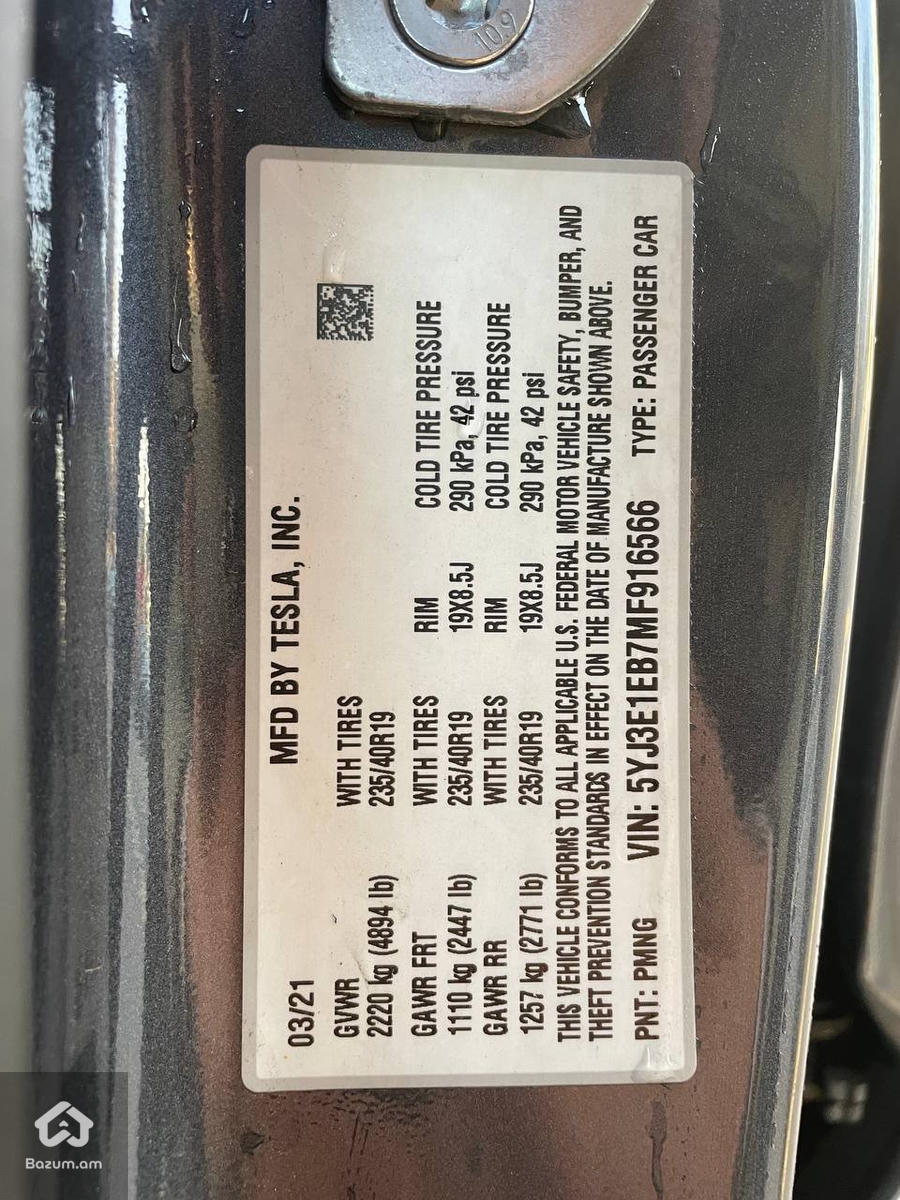 10.9
MFD BY TESLA, INC.
03/21
GVWR WITH TIRES
2220 kg (4894 lb) 235/40R19
GAWR FRT WITH TIRES RIM COLD TIRE PRESSURE
1110 kg (2447 lb) 235/40R19 19X8.5J 290 kPa, 42 psi
GAWR RR WITH TIRES RIM COLD TIRE PRESSURE
1257 kg (2771 lb) 235/40R19 19X8.5J 290 kPa, 42 psi
THIS VEHICLE CONFORMS TO ALL APPLICABLE U.S. FEDERAL MOTOR VEHICLE SAFETY, BUMPER, AND
THEFT PREVENTION STANDARDS IN EFFECT ON THE DATE OF MANUFACTURE SHOWN ABOVE.
PNT: PMNG VIN: 5YJ3E1EB7MF916566 TYPE: PASSENGER CAR
Bazum.am